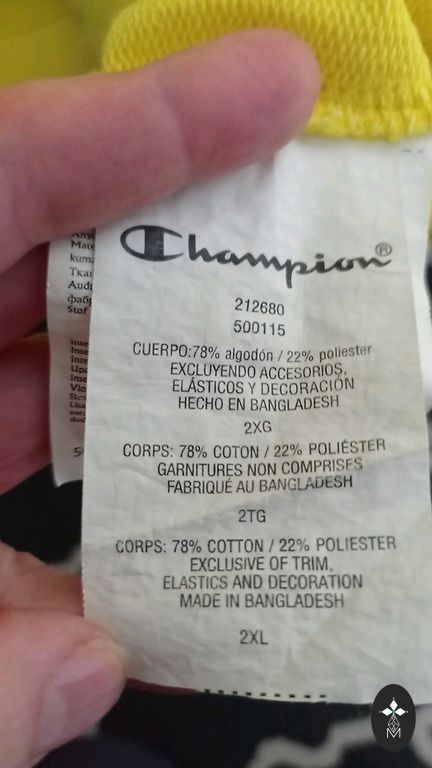 Champion®
212680
500115
CUERPO:78% algodón / 22% poliester
EXCLUYENDO ACCESORIOS,
ELÁSTICOS Y DECORACIÓN
HECHO EN BANGLADESH
2XG
CORPS: 78% COTON / 22% POLIÉSTER
GARNITURES NON COMPRISES
FABRIQUÉ AU BANGLADESH
2TG
CORPS: 78% COTTON / 22% POLIESTER
EXCLUSIVE OF TRIM,
ELASTICS AND DECORATION
MADE IN BANGLADESH
2XL